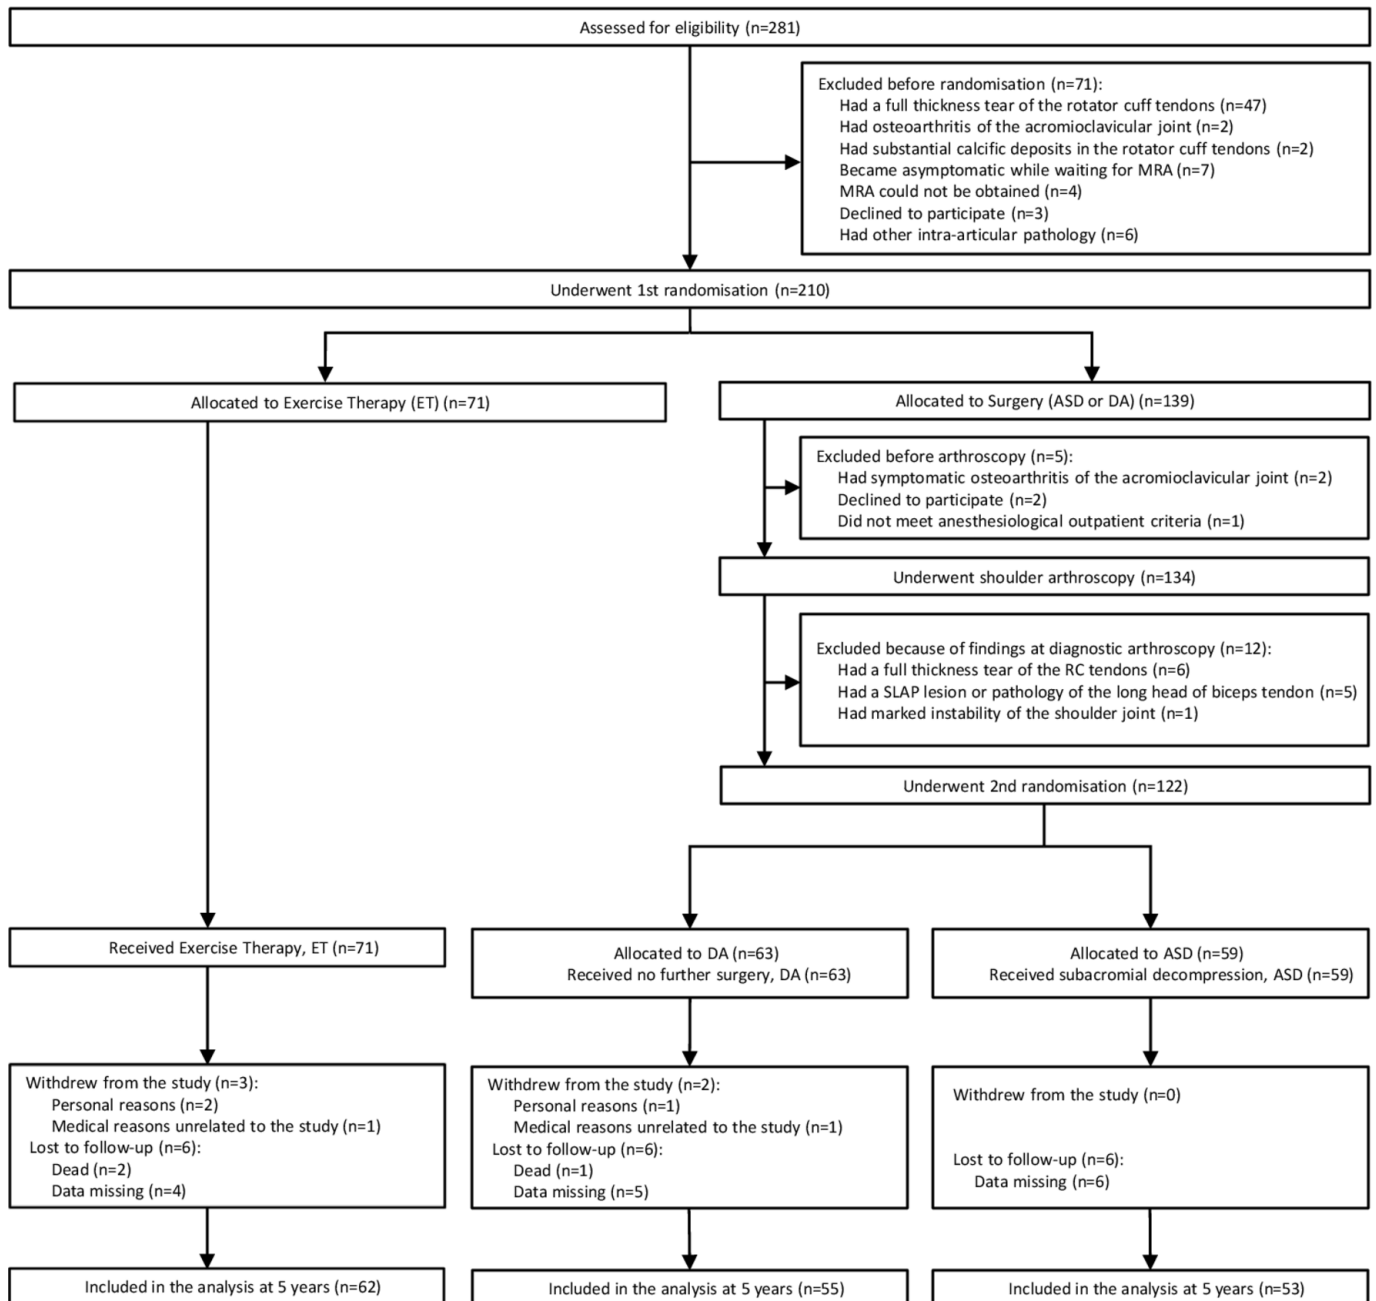 Assessed for eligibility (n=281)
Excluded before randomisation (n=71):
Had a full thickness tear of the rotator cuff tendons (n=47)
Had osteoarthritis of the acromioclavicular joint (n=2)
Had substantial calcific deposits in the rotator cuff tendons (n=2)
Became asymptomatic while waiting for MRA (n=7)
MRA could not be obtained (n=4)
Declined to participate (n=3)
Had other intra-articular pathology (n=6)
Underwent 1st randomisation (n=210)
Allocated to Exercise Therapy (ET) (n=71)
Allocated to Surgery (ASD or DA) (n=139)
Excluded before arthroscopy (n=5):
Had symptomatic osteoarthritis of the acromioclavicular joint (n=2)
Declined to participate (n=2)
Did not meet anesthesiological outpatient criteria (n=1)
Underwent shoulder arthroscopy (n=134)
Excluded because of findings at diagnostic arthroscopy (n=12):
Had a full thickness tear of the RC tendons (n=6)
Had a SLAP lesion or pathology of the long head of biceps tendon (n=5)
Had marked instability of the shoulder joint (n=1)
Underwent 2nd randomisation (n=122)
Received Exercise Therapy, ET (n=71)
Allocated to DA (n=63)
Received no further surgery, DA (n=63)
Allocated to ASD (n=59)
Received subacromial decompression, ASD (n=59)
Withdrew from the study (n=3):
Personal reasons (n=2)
Medical reasons unrelated to the study (n=1)
Lost to follow-up (n=6):
Dead (n=2)
Data missing (n=4)
Withdrew from the study (n=2):
Personal reasons (n=1)
Medical reasons unrelated to the study (n=1)
Lost to follow-up (n=6):
Dead (n=1)
Data missing (n=5)
Withdrew from the study (n=0)
Lost to follow-up (n=6):
Data missing (n=6)
Included in the analysis at 5 years (n=62)
Included in the analysis at 5 years (n=55)
Included in the analysis at 5 years (n=53)